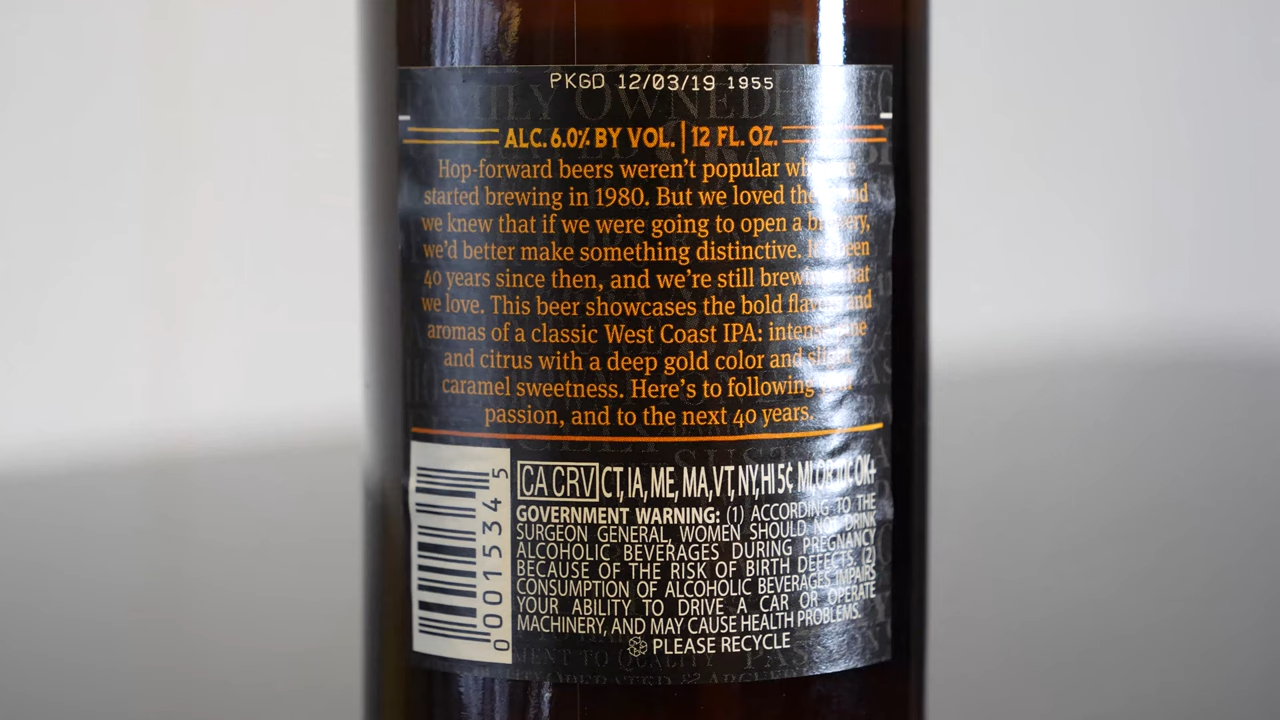 PKGD 12/03/19 1955
ALC. 6.0% BY VOL. | 12 FL. OZ.
Hop-forward beers weren't popular
started brewing in 1980. But we loved
we knew that if we were going to open a
we'd better make something distinctive. been
40 years since then, and we're still
we love. This beer showcases the bold and
aromas of a classic West Coast IPA:
and citrus with a deep gold color and
caramel sweetness. Here's to following
passion, and to the next 40 years.
CA CRV CT, IA, ME, MA, VT, NY, HI 5¢ MI, OR 10¢ OK+
GOVERNMENT WARNING: (1) ACCORDING TO THE
SURGEON GENERAL, WOMEN SHOULD NOT DRINK
ALCOHOLIC BEVERAGES DURING PREGNANCY
BECAUSE OF THE RISK OF BIRTH DEFECTS. (2)
CONSUMPTION OF ALCOHOLIC BEVERAGES IMPAIRS
YOUR ABILITY TO DRIVE A CAR OR OPERATE
MACHINERY, AND MAY CAUSE HEALTH PROBLEMS.
PLEASE RECYCLE
0 0015345